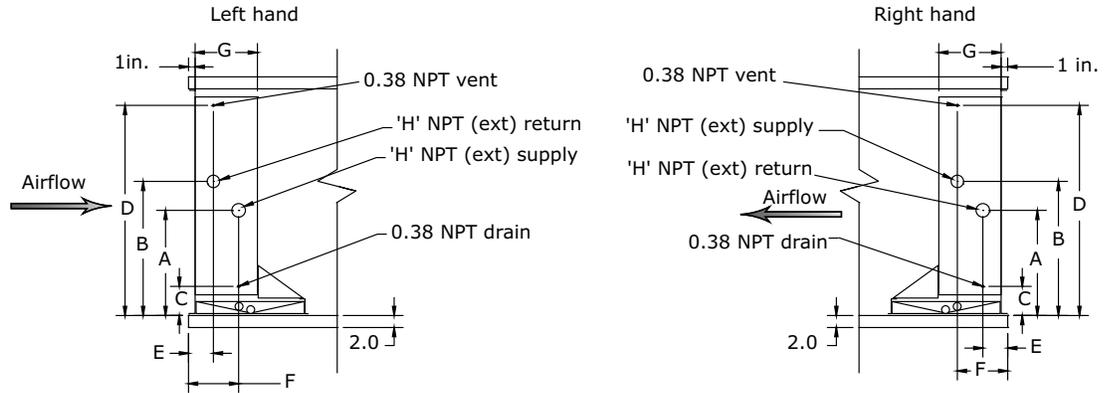 Left hand
G
1in.
0.38 NPT vent
'H' NPT (ext) return
'H' NPT (ext) supply
Airflow
D
B
A
0.38 NPT drain
C
2.0
E
F
Right hand
G
1 in.
0.38 NPT vent
'H' NPT (ext) supply
'H' NPT (ext) return
Airflow
D
B
A
0.38 NPT drain
C
2.0
E
F